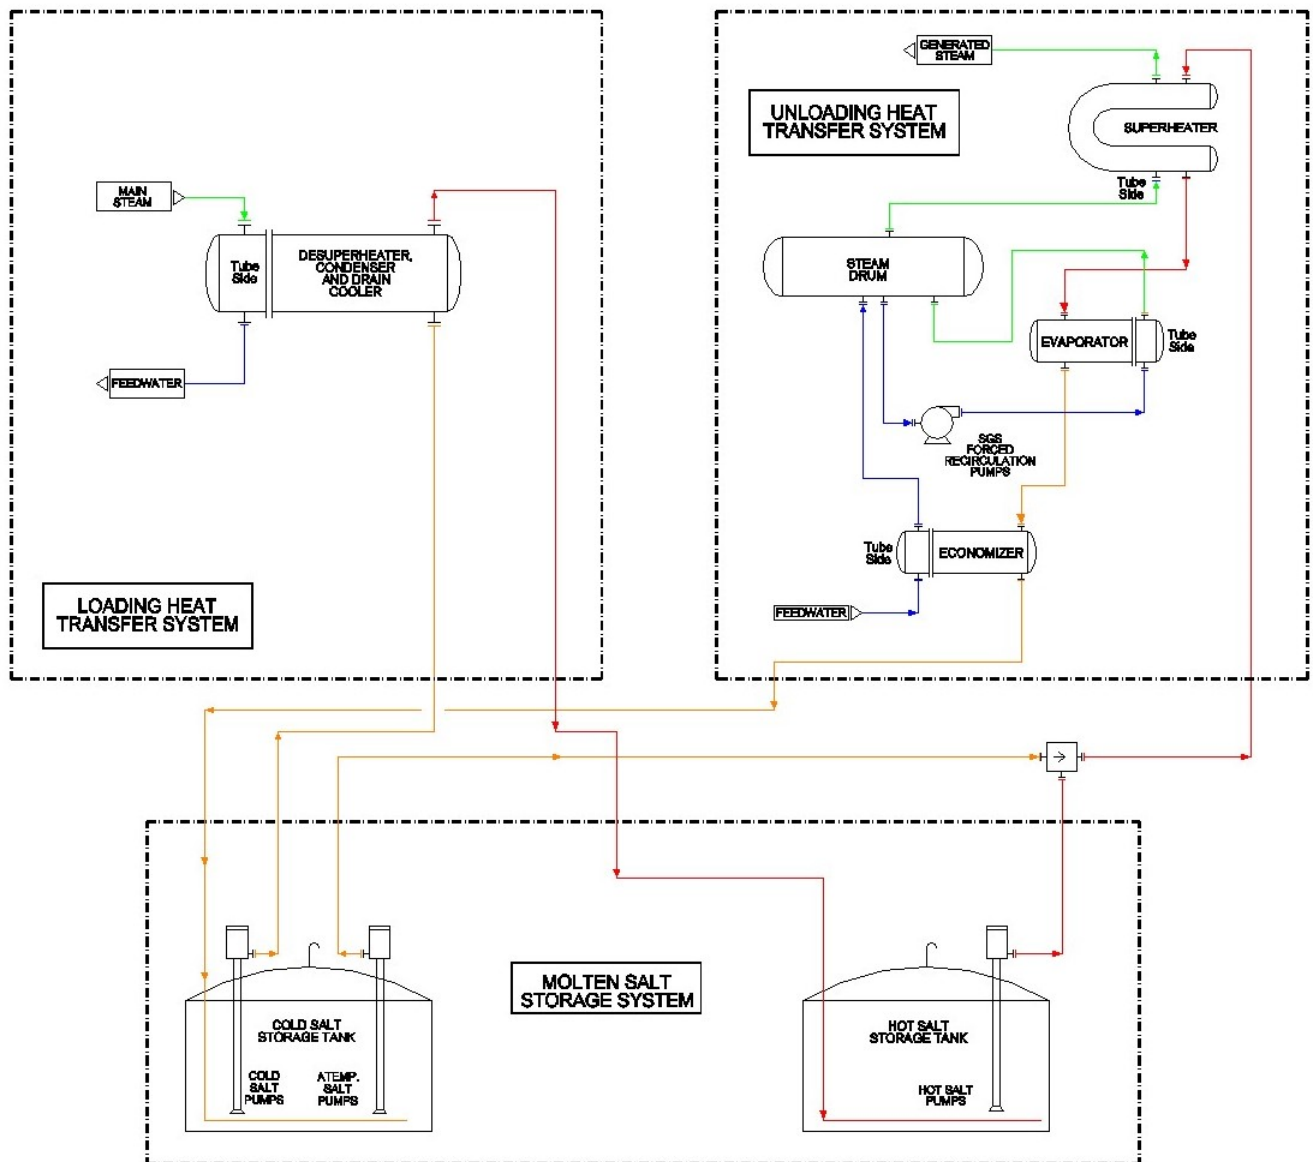 GENERATED
STEAM
UNLOADING HEAT
TRANSFER SYSTEM
SUPERHEATER
Tube
Side
MAIN
STEAM
Tube
Side
DESUPERHEATER,
CONDENSER
AND DRAIN
COOLER
STEAM
DRUM
EVAPORATOR
Tube
Side
FEEDWATER
SGS
FORCED
RECIRCULATION
PUMPS
Tube
Side
ECONOMIZER
FEEDWATER
LOADING HEAT
TRANSFER SYSTEM
MOLTEN SALT
STORAGE SYSTEM
COLD SALT
STORAGE TANK
COLD
SALT
PUMPS
ATEMP.
SALT
PUMPS
HOT SALT
STORAGE TANK
HOT SALT
PUMPS